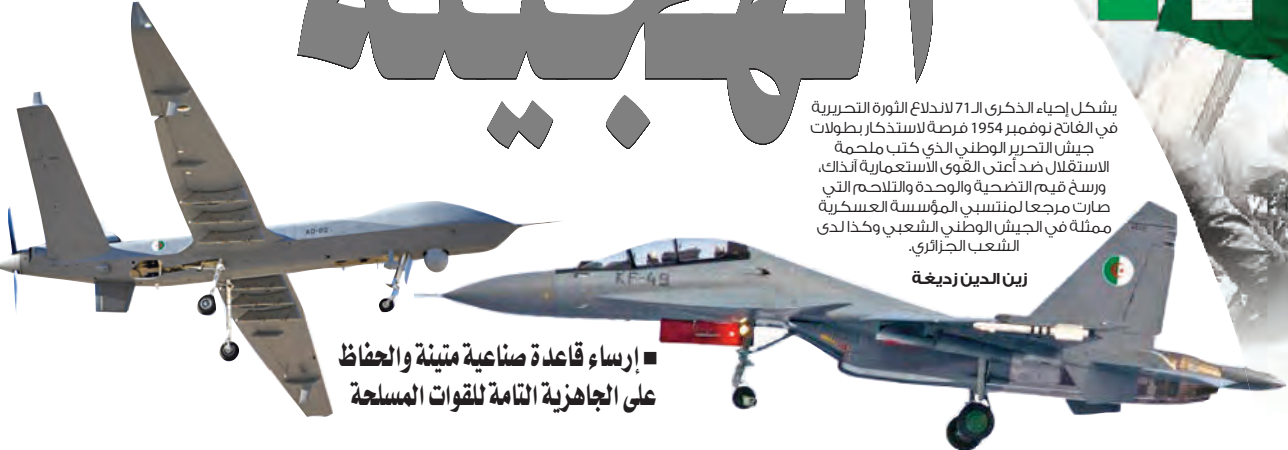 يشكل إحياء الذكرى الـ71 لاندلاع الثورة التحريرية
في الفاتح نوفمبر 1954 فرصة لاستذكار بطولات
جيش التحرير الوطني الذي كتب ملحمة
الاستقلال ضد أعتى القوى الاستعمارية آنذاك،
ورسخ قيم التضحية والوحدة والتلاحم التي
صارت مرجعا لمنتسبي المؤسسة العسكرية
ممثلة في الجيش الوطني الشعبي وكذا لدى
الشعب الجزائري.
زين الدين زديغة
AD-02
KF-49
■ إرساء قاعدة صناعية متينة والحفاظ
على الجاهزية التامة للقوات المسلحة